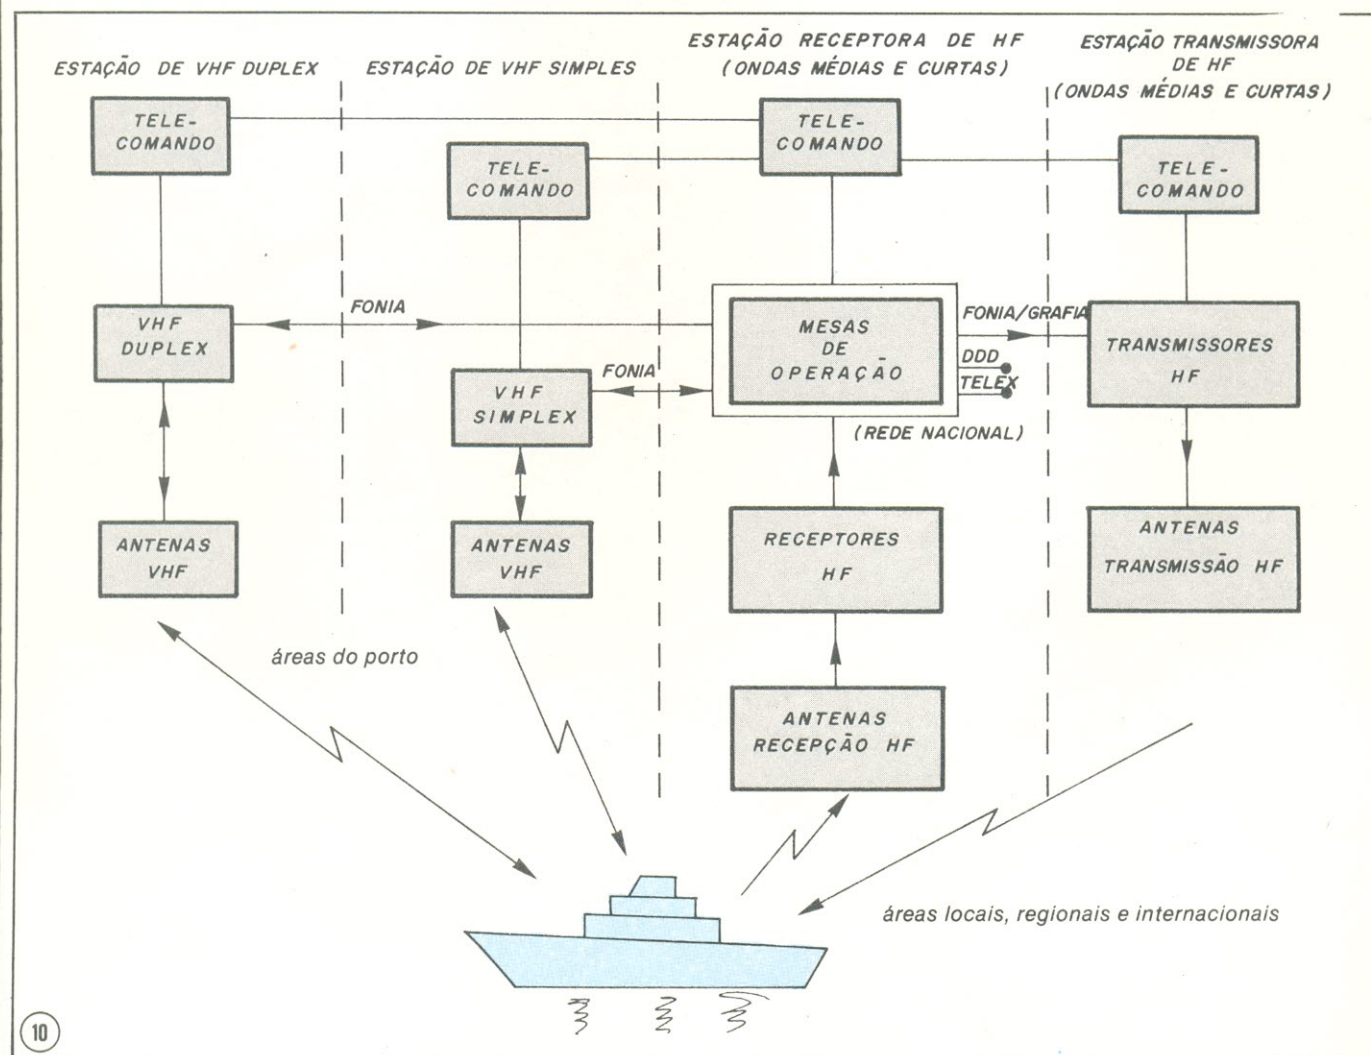 ESTAÇÃO DE VHF DUPLEX
ESTAÇÃO DE VHF SIMPLES
ESTAÇÃO RECEPTORA DE HF
(ONDAS MÉDIAS E CURTAS)
ESTAÇÃO TRANSMISSORA
DE HF
(ONDAS MÉDIAS E CURTAS)
TELE-
COMANDO
TELE-
COMANDO
TELE-
COMANDO
TELE-
COMANDO
VHF
DUPLEX
FONIA
VHF
SIMPLEX
FONIA
MESAS
DE
OPERAÇÃO
FONIA/GRAFIA
DDD
TELEX
(REDE NACIONAL)
TRANSMISSORES
HF
ANTENAS
VHF
ANTENAS
VHF
RECEPTORES
HF
ANTENAS
TRANSMISSÃO HF
áreas do porto
ANTENAS
RECEPÇÃO HF
áreas locais, regionais e internacionais
10